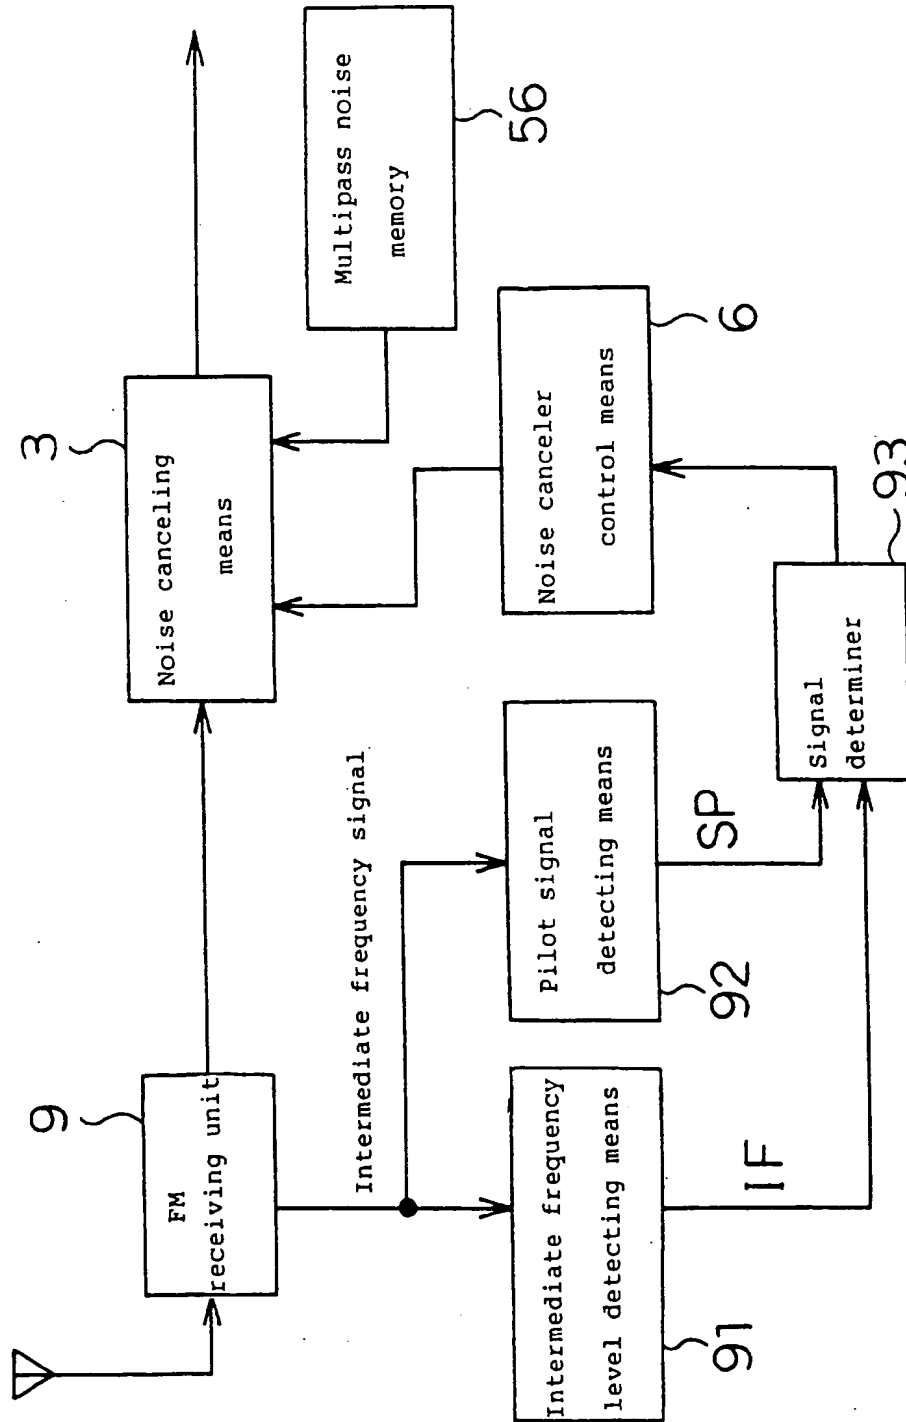 9
FM
receiving unit
3
Noise canceling
means
Multipass noise
memory
56
Intermediate frequency signal
Intermediate frequency
level detecting means
91
Pilot signal
detecting means
92
Noise canceler
control means
6
IF
SP
Signal
determiner
93